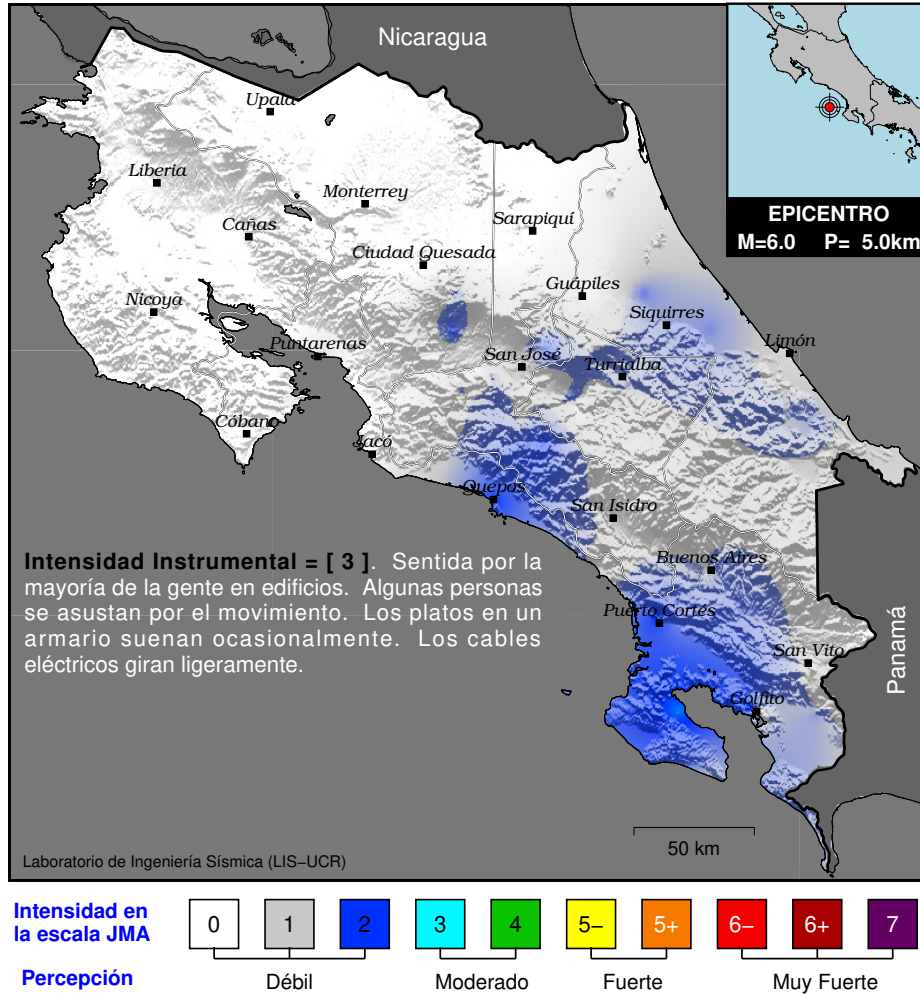 Nicaragua
Upala
Liberia
Monterrey
EPICENTRO
M=6.0 P= 5.0km
Cañas
Sarapiquí
Ciudad Quesada
Nicoya
Guápiles
Siquirres
Puntarenas
San José
Limón
Turrialba
Cóbano
Jacó
Quepos
San Isidro
Intensidad Instrumental = [ 3 ]. Sentida por la
mayoría de la gente en edificios. Algunas personas
se asustan por el movimiento. Los platos en un
armario suenan ocasionalmente. Los cables
eléctricos giran ligeramente.
Buenos Aires
Puerto Cortés
San Vito
Panamá
Golfito
50 km
Laboratorio de Ingeniería Sísmica (LIS−UCR)
Intensidad en
la escala JMA
0 1 2 3 4 5− 5+ 6− 6+ 7
Percepción
Débil Moderado Fuerte Muy Fuerte